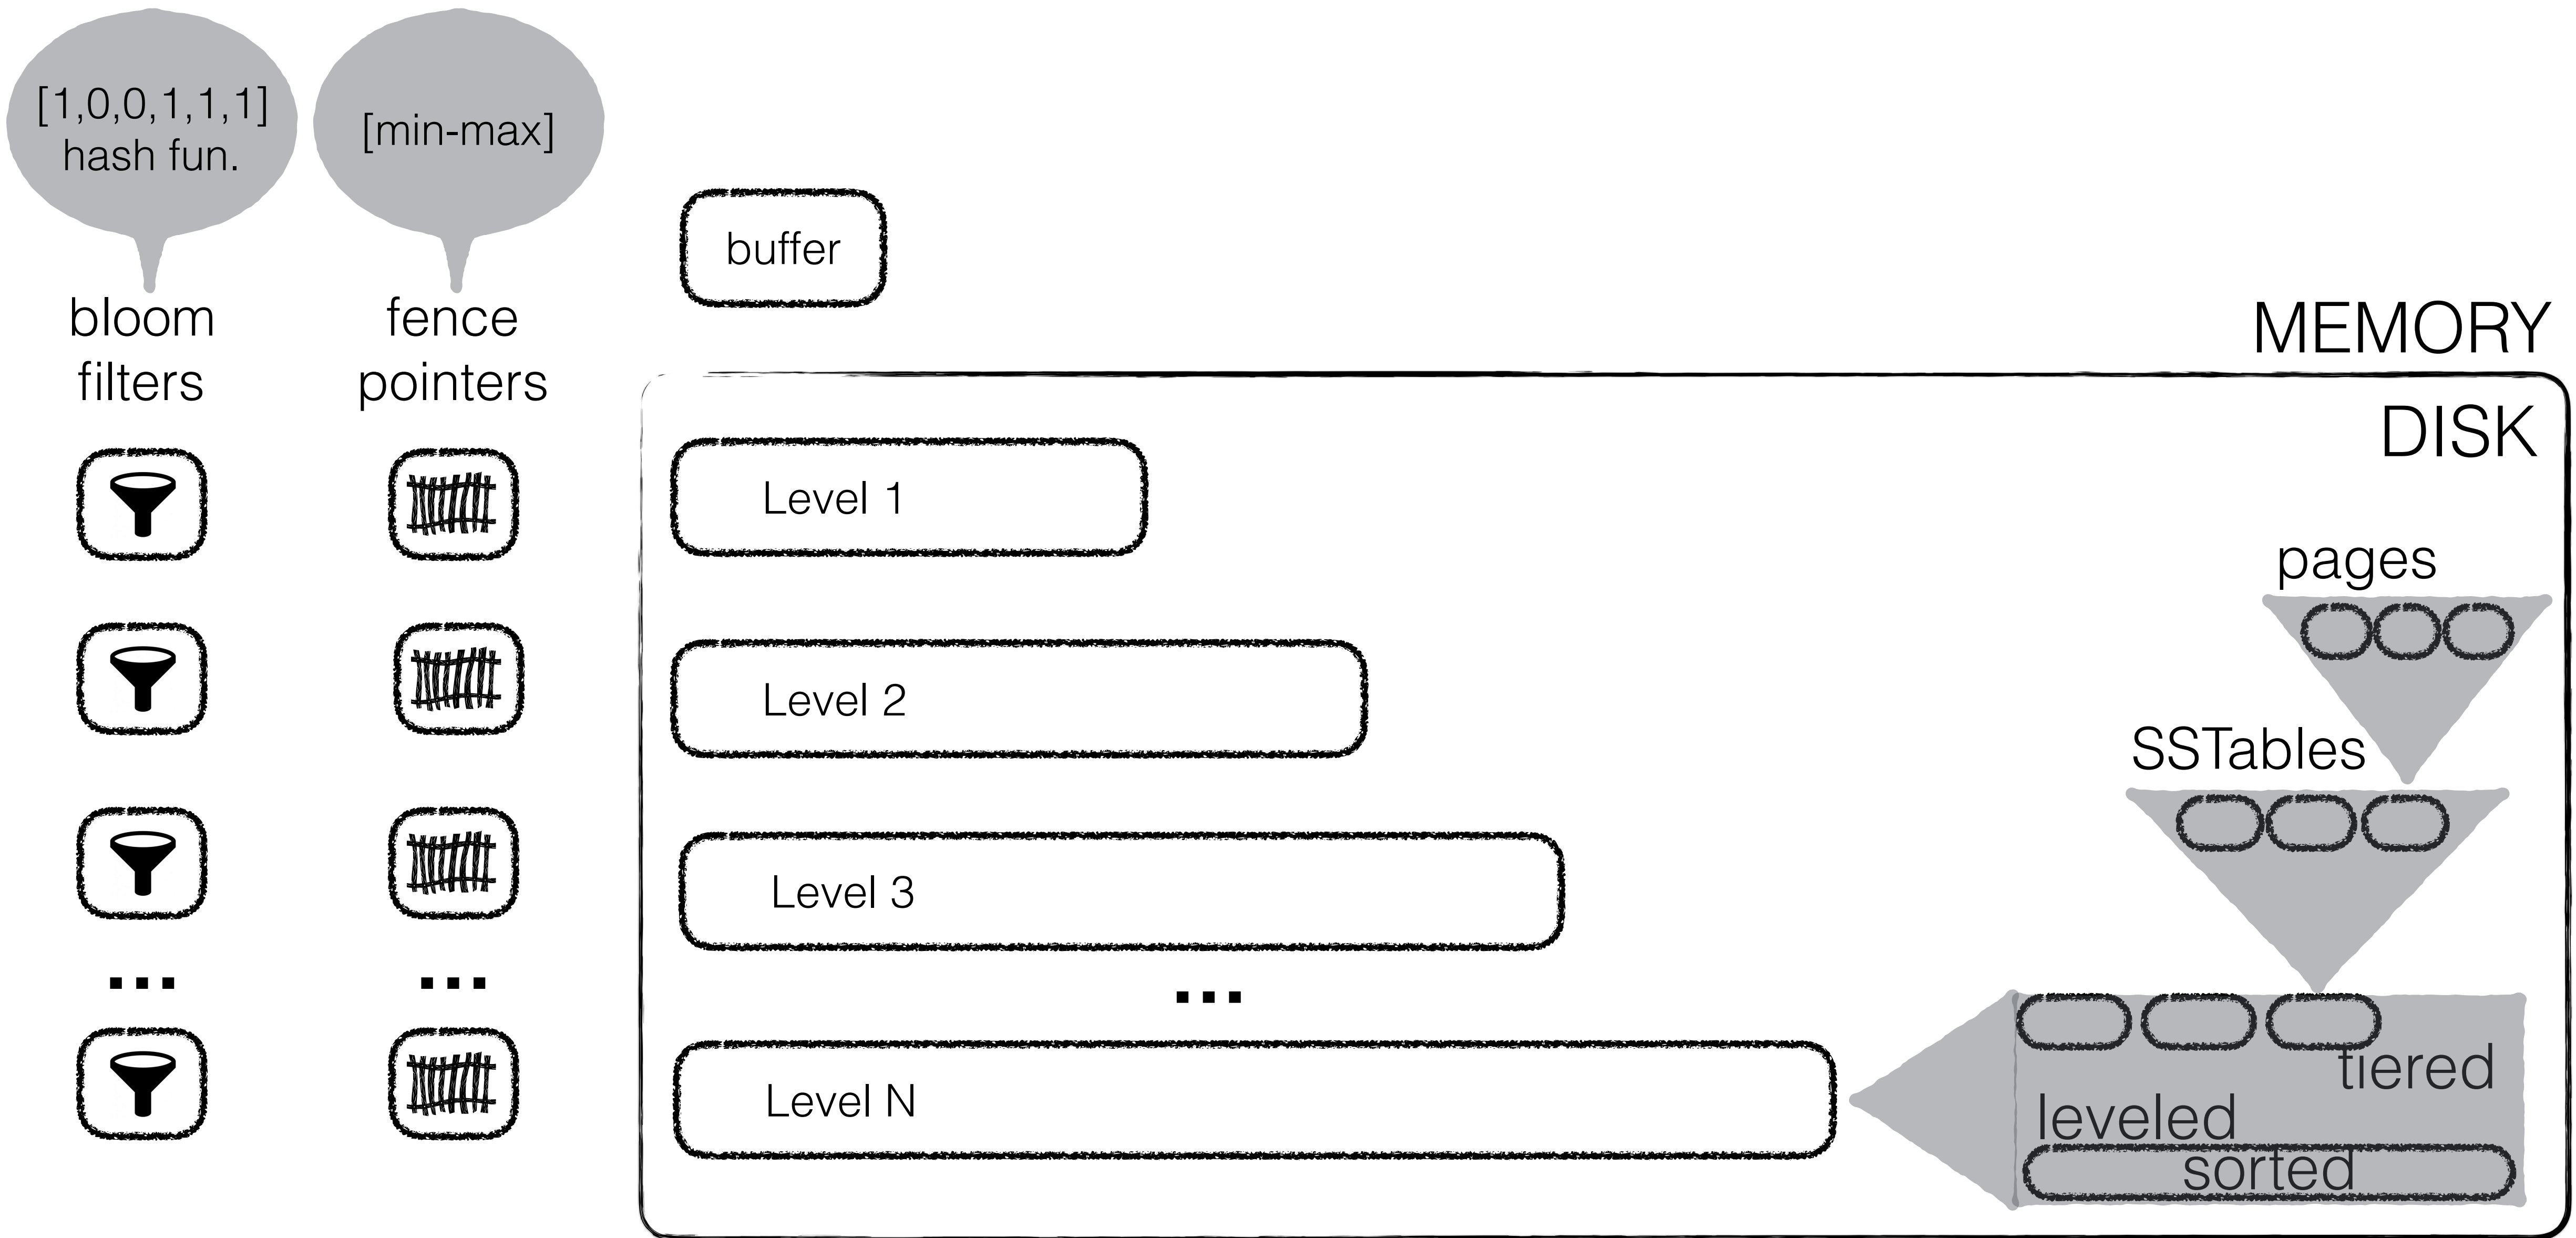 [1,0,0,1,1,1]
hash fun.
[min-max]
buffer
bloom
filters
fence
pointers
MEMORY
DISK
Level 1
pages
Level 2
SSTables
Level 3
...
...
...
Level N
tiered
leveled
sorted